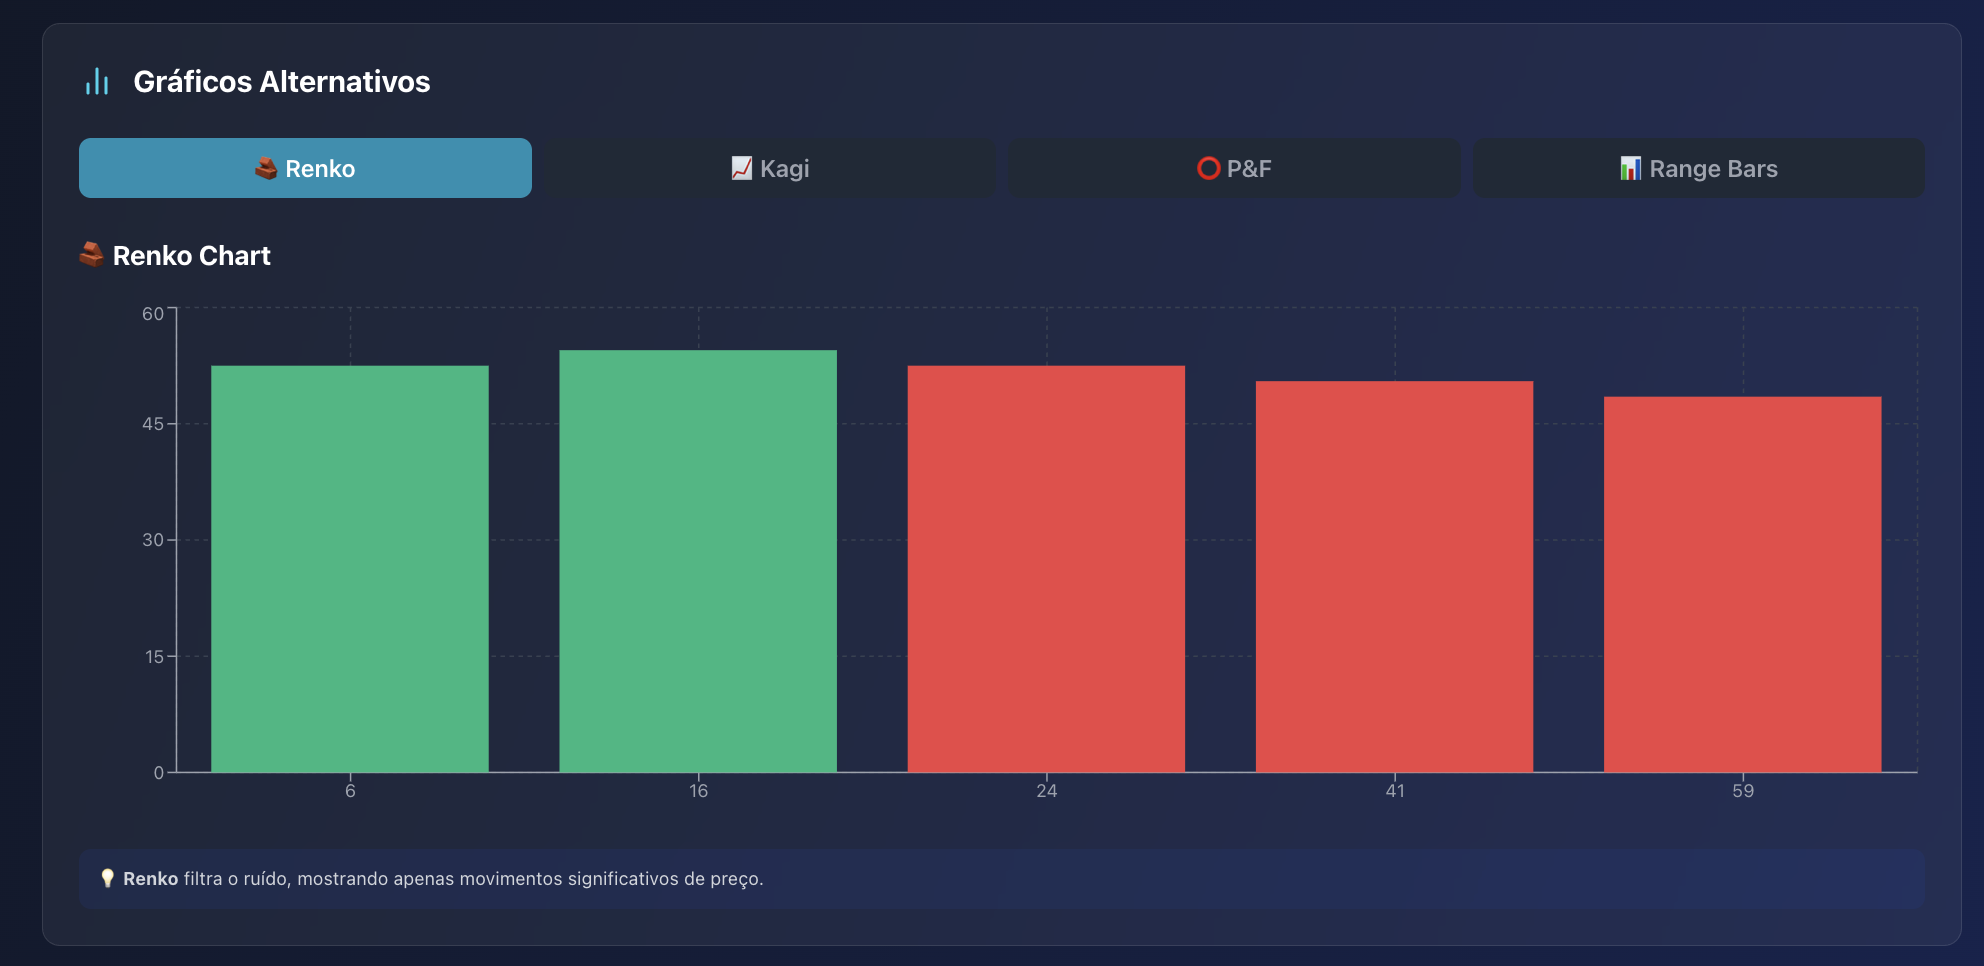 Gráficos Alternativos
Renko
Kagi
P&F
Range Bars
Renko Chart
60
45
30
15
0
6
16
24
41
59
Renko filtra o ruído, mostrando apenas movimentos significativos de preço.